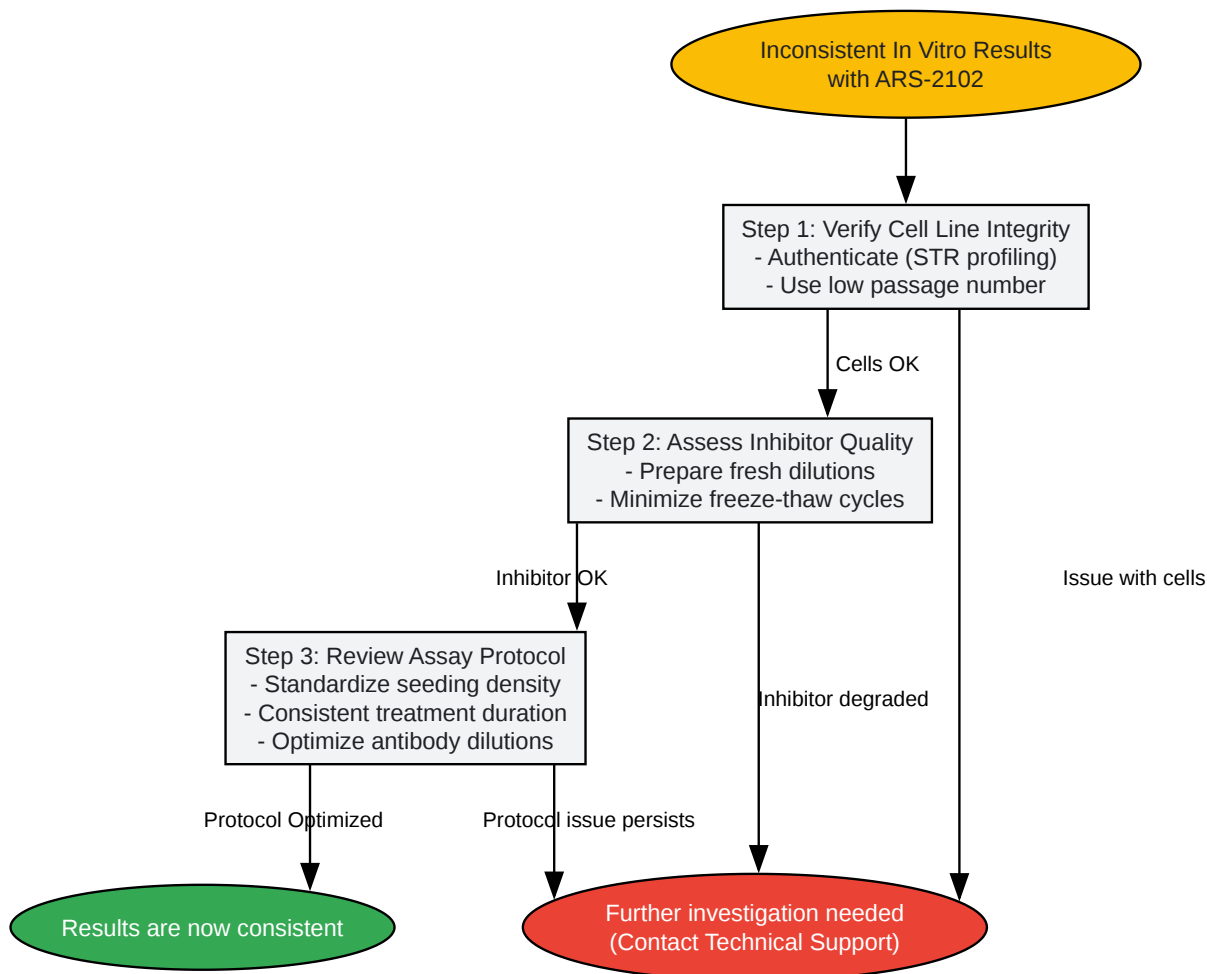 Inconsistent In Vitro Results
with ARS-2102
Step 1: Verify Cell Line Integrity
- Authenticate (STR profiling)
- Use low passage number
Cells OK
Step 2: Assess Inhibitor Quality
- Prepare fresh dilutions
- Minimize freeze-thaw cycles
Inhibitor OK
Issue with cells
Step 3: Review Assay Protocol
- Standardize seeding density
- Consistent treatment duration
- Optimize antibody dilutions
Inhibitor degraded
Protocol Optimized
Protocol issue persists
Results are now consistent
Further investigation needed
(Contact Technical Support)